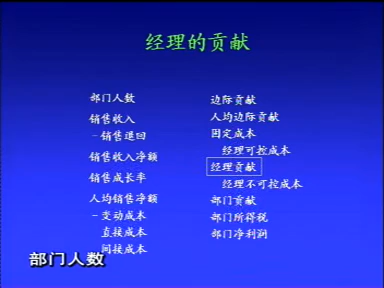 经理的贡献
部门人数
销售收入
-销售退回
销售收入净额
销售成长率
人均销售净额
-变动成本
直接成本
间接成本
边际贡献
人均边际贡献
固定成本
经理可控成本
经理贡献
经理不可控成本
部门贡献
部门所得税
部门净利润
部门人数